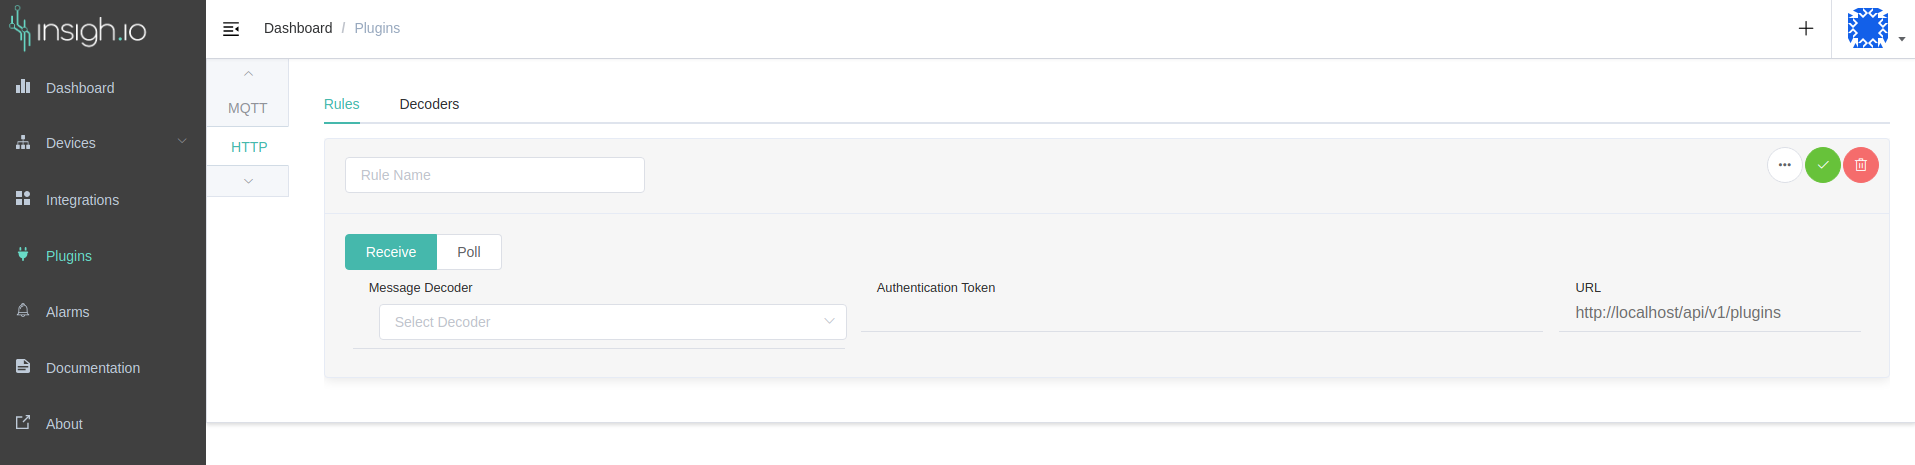 insigh.io
Dashboard / Plugins
Dashboard
Devices
Integrations
Plugins
Alarms
Documentation
About
MQTT
HTTP
Rules Decoders
Rule Name
Receive Poll
Message Decoder Authentication Token URL
Select Decoder http://localhost/api/v1/plugins